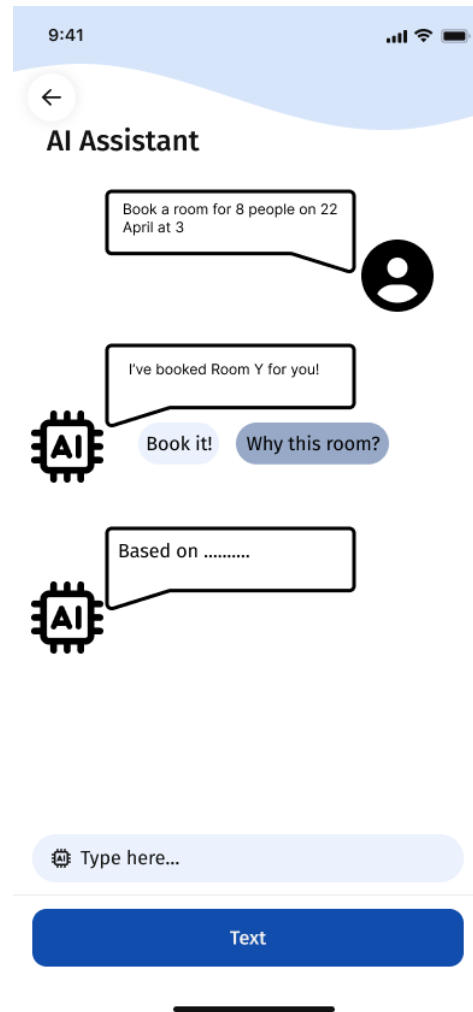 9:41
AI Assistant
Book a room for 8 people on 22
April at 3
I've booked Room Y for you!
AI
Book it!
Why this room?
Based on ..........
AI
AI
Type here...
Text